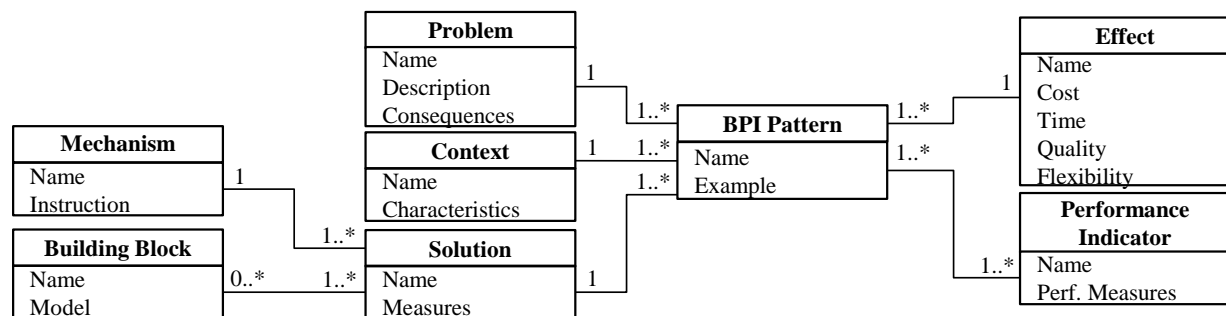 Mechanism
Name
Instruction
1
1..*
Building Block
Name
Model
0..*
1..*
Problem
Name
Description
Consequences
1
1..*
Context
Name
Characteristics
1
1..*
Solution
Name
Measures
1
1..*
BPI Pattern
Name
Example
1..*
1
1..*
1..*
Effect
Name
Cost
Time
Quality
Flexibility
Performance
Indicator
Name
Perf. Measures